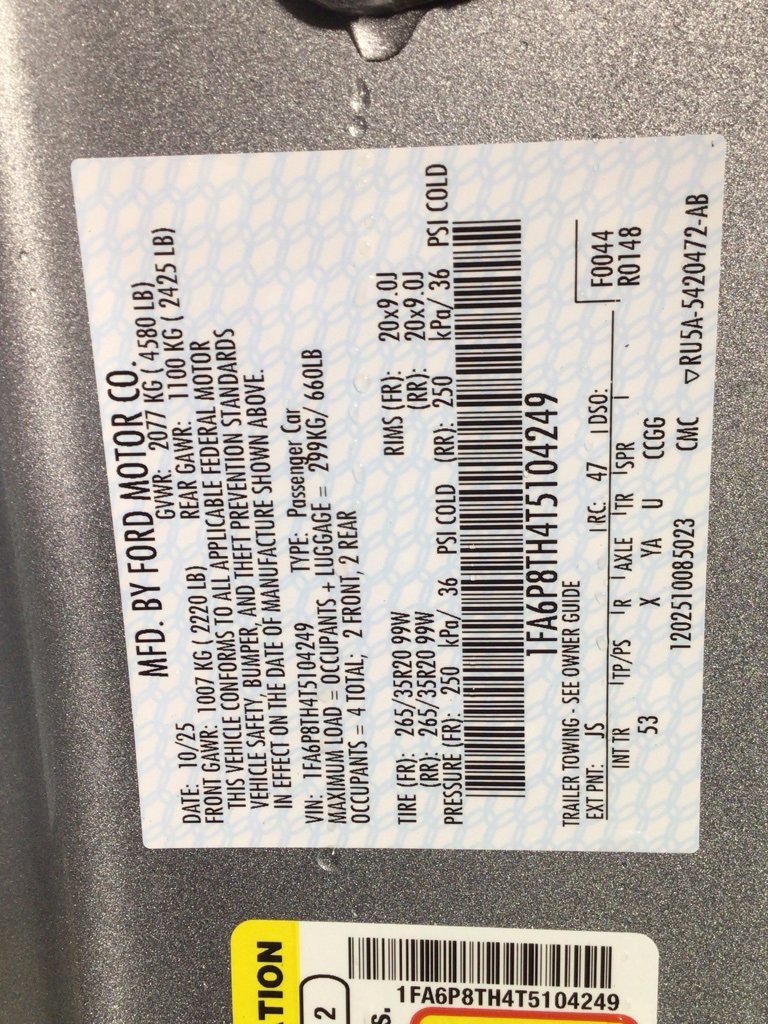 MFD. BY FORD MOTOR CO.
DATE: 10/25 GVWR: 2077 KG ( 4580 LB)
FRONT GAWR: 1007 KG ( 2220 LB) REAR GAWR: 1100 KG ( 2425 LB)
THIS VEHICLE CONFORMS TO ALL APPLICABLE FEDERAL MOTOR
VEHICLE SAFETY, BUMPER, AND THEFT PREVENTION STANDARDS
IN EFFECT ON THE DATE OF MANUFACTURE SHOWN ABOVE.
VIN: 1FA6P8TH4T5104249 TYPE: Passenger Car
MAXIMUM LOAD = OCCUPANTS + LUGGAGE = 299KG/ 660LB
OCCUPANTS = 4 TOTAL; 2 FRONT, 2 REAR
TIRE (FR): 265/35R20 99W RIMS (FR): 20x9.0J
(RR): 265/35R20 99W (RR): 20x9.0J
PRESSURE (FR): 250 kPa/ 36 PSI COLD (RR): 250 kPa/ 36 PSI COLD
1FA6P8TH4T5104249
TRAILER TOWING - SEE OWNER GUIDE F0044
EXT PNT: JS RC: 47 DSO: R0148
INT TR TP/PS R AXLE TR SPR
53 X YA U CCGG
1202510085023 CMC ▽RU5A-5420472-AB
TION
2
S.
1FA6P8TH4T5104249